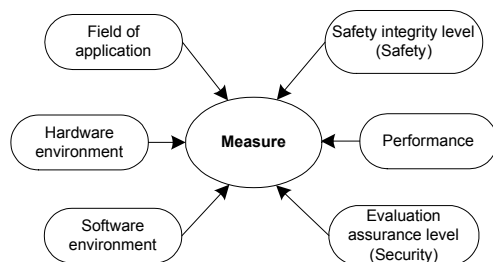 Field of
application
Safety integrity level
(Safety)
Hardware
environment
Measure
Performance
Software
environment
Evaluation
assurance level
(Security)